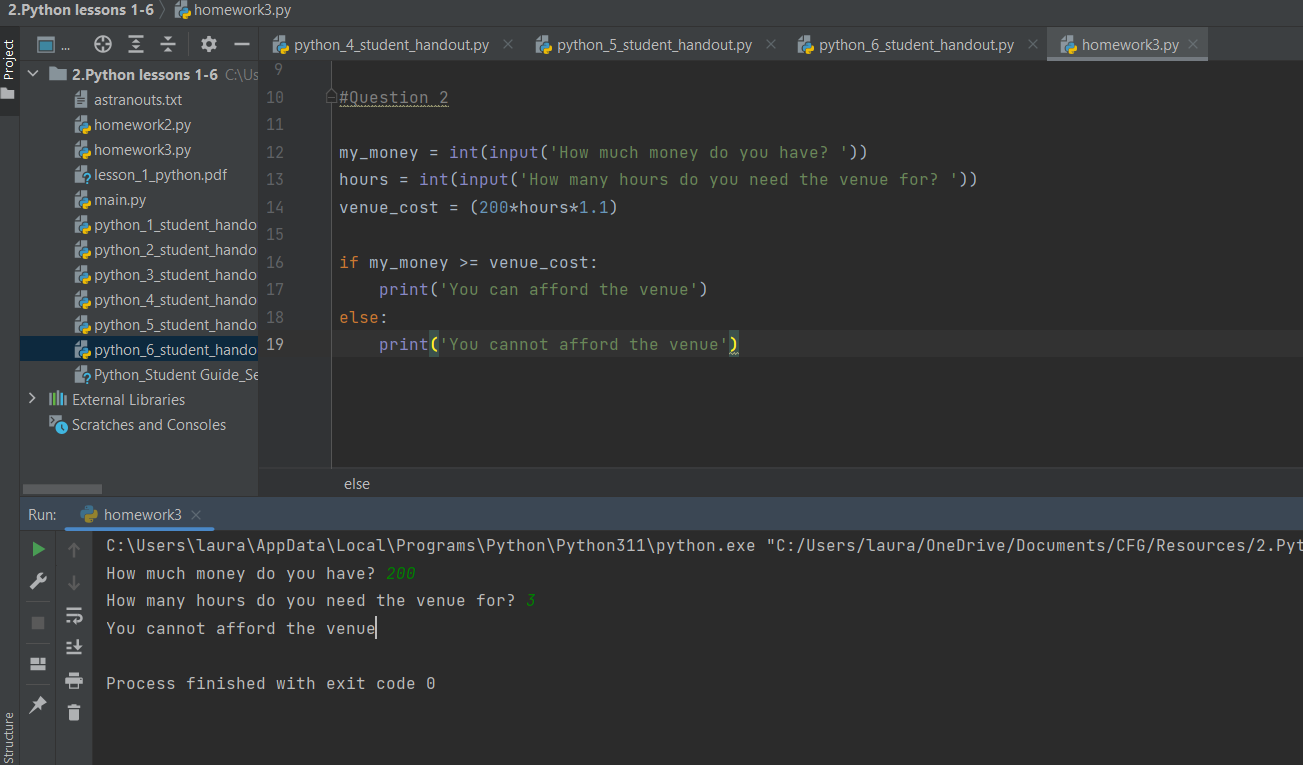 2.Python lessons 1-6 homework3.py
Project
... python_4_student_handout.py python_5_student_handout.py python_6_student_handout.py homework3.py
2.Python lessons 1-6 C:\Us
astranouts.txt
homework2.py
homework3.py
lesson_1_python.pdf
main.py
python_1_student_hando
python_2_student_hando
python_3_student_hando
python_4_student_hando
python_5_student_hando
python_6_student_hando
Python_Student Guide_Se
External Libraries
Scratches and Consoles
9
10 #Question 2
11
12 my_money = int(input('How much money do you have? '))
13 hours = int(input('How many hours do you need the venue for? '))
14 venue_cost = (200*hours*1.1)
15
16 if my_money >= venue_cost:
17 print('You can afford the venue')
18 else:
19 print('You cannot afford the venue')
else
Run: homework3
C:\Users\laura\AppData\Local\Programs\Python\Python311\python.exe "C:/Users/laura/OneDrive/Documents/CFG/Resources/2.Pyt
How much money do you have? 200
How many hours do you need the venue for? 3
You cannot afford the venue
Process finished with exit code 0
Structure